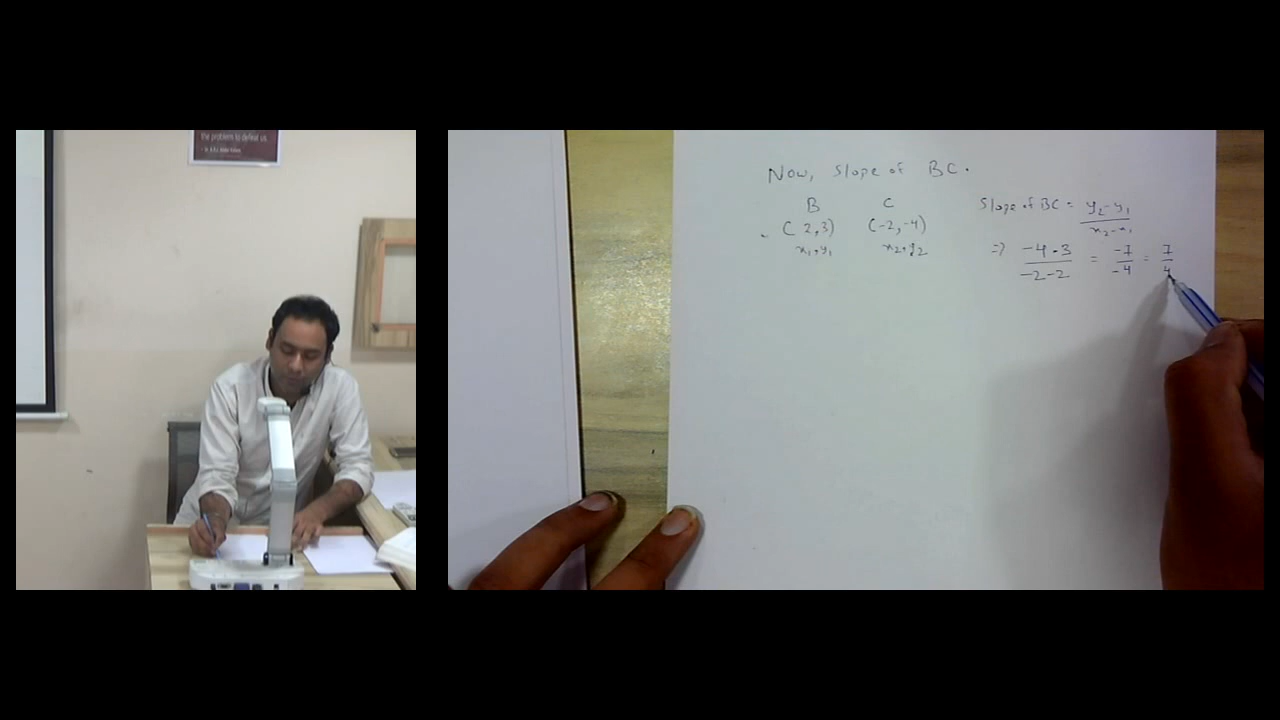 the problem to defeat us.
Now, Slope of BC.
B C
(2,3) (-2,-4)
x₁,y₁ x₂,y₂
Slope of BC = y₂-y₁ / x₂-x₁
=> -4-3 / -2-2 = -7 / -4 = 7 / 4